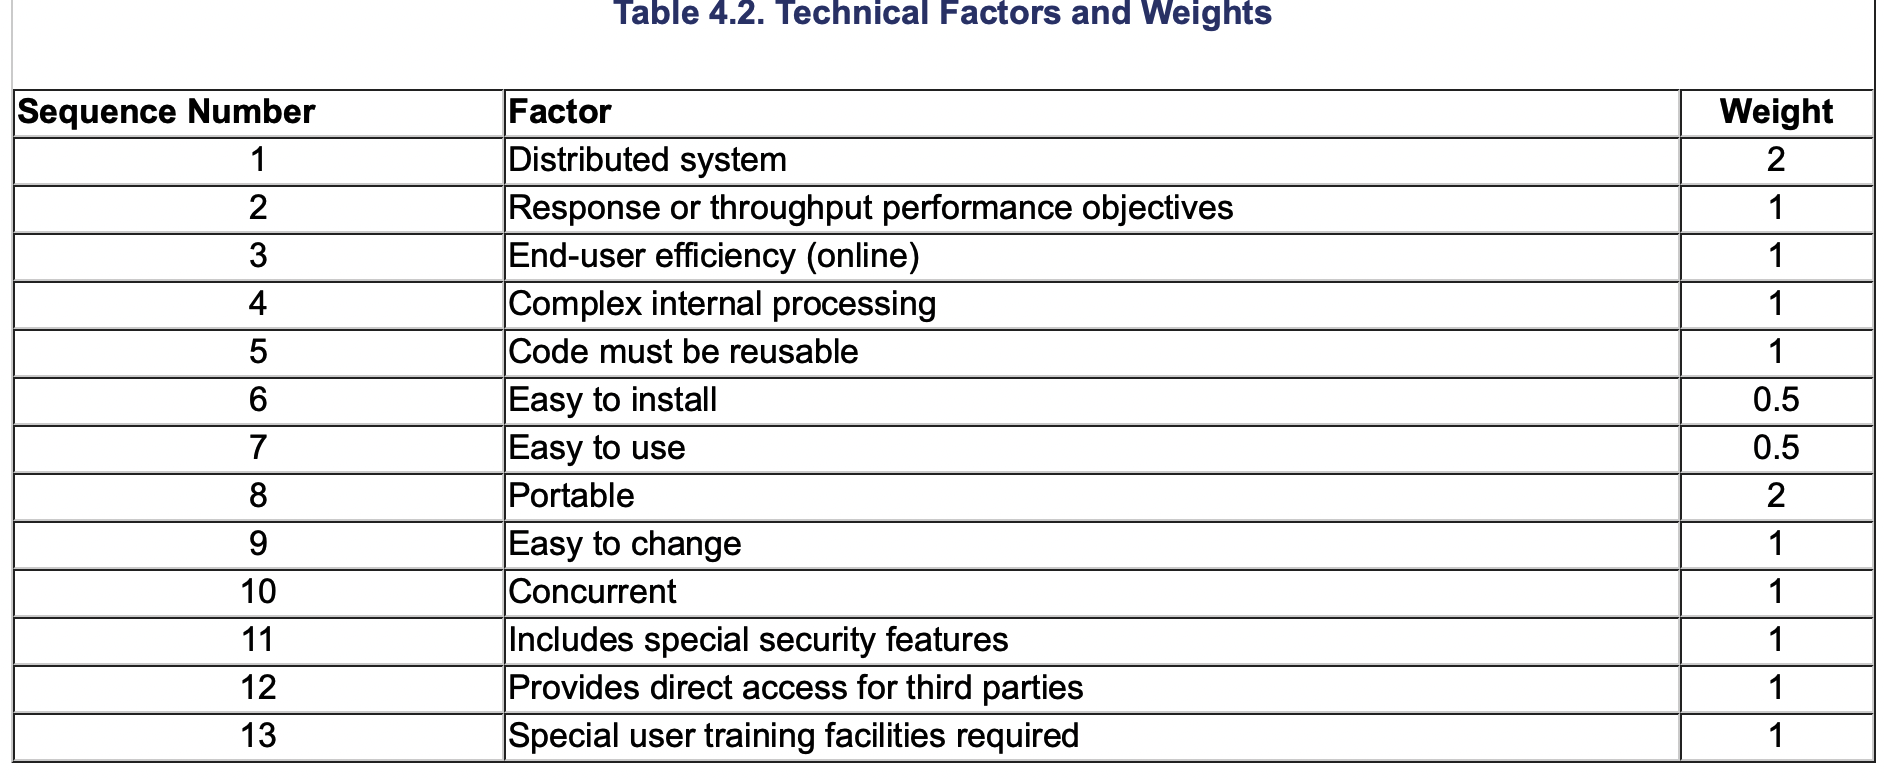 Table 4.2. Technical Factors and Weights
Sequence Number Factor Weight
1 Distributed system 2
2 Response or throughput performance objectives 1
3 End-user efficiency (online) 1
4 Complex internal processing 1
5 Code must be reusable 1
6 Easy to install 0.5
7 Easy to use 0.5
8 Portable 2
9 Easy to change 1
10 Concurrent 1
11 Includes special security features 1
12 Provides direct access for third parties 1
13 Special user training facilities required 1